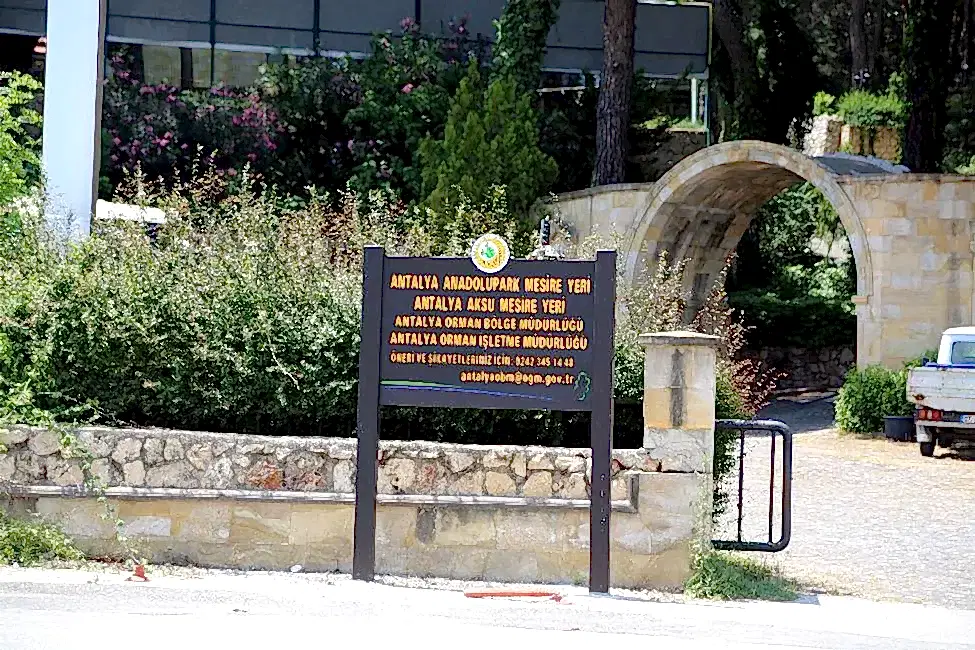 ANTALYA ANADOLUPARK MESİRE YERİ
ANTALYA AKSU MESİRE YERİ
ANTALYA ORMAN BÖLGE MÜDÜRLÜĞÜ
ANTALYA ORMAN İŞLETME MÜDÜRLÜĞÜ
ÖNERİ VE ŞİKAYETLERİNİZ İÇİN: 0242 345 14 48
antalyaobm@ogm.gov.tr